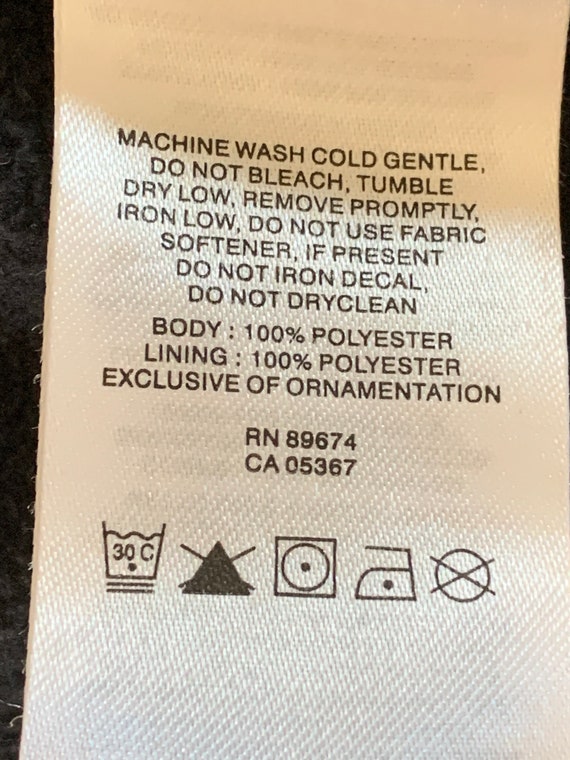 MACHINE WASH COLD GENTLE,
DO NOT BLEACH, TUMBLE
DRY LOW, REMOVE PROMPTLY,
IRON LOW, DO NOT USE FABRIC
SOFTENER, IF PRESENT
DO NOT IRON DECAL,
DO NOT DRYCLEAN
BODY : 100% POLYESTER
LINING : 100% POLYESTER
EXCLUSIVE OF ORNAMENTATION
RN 89674
CA 05367
30 C